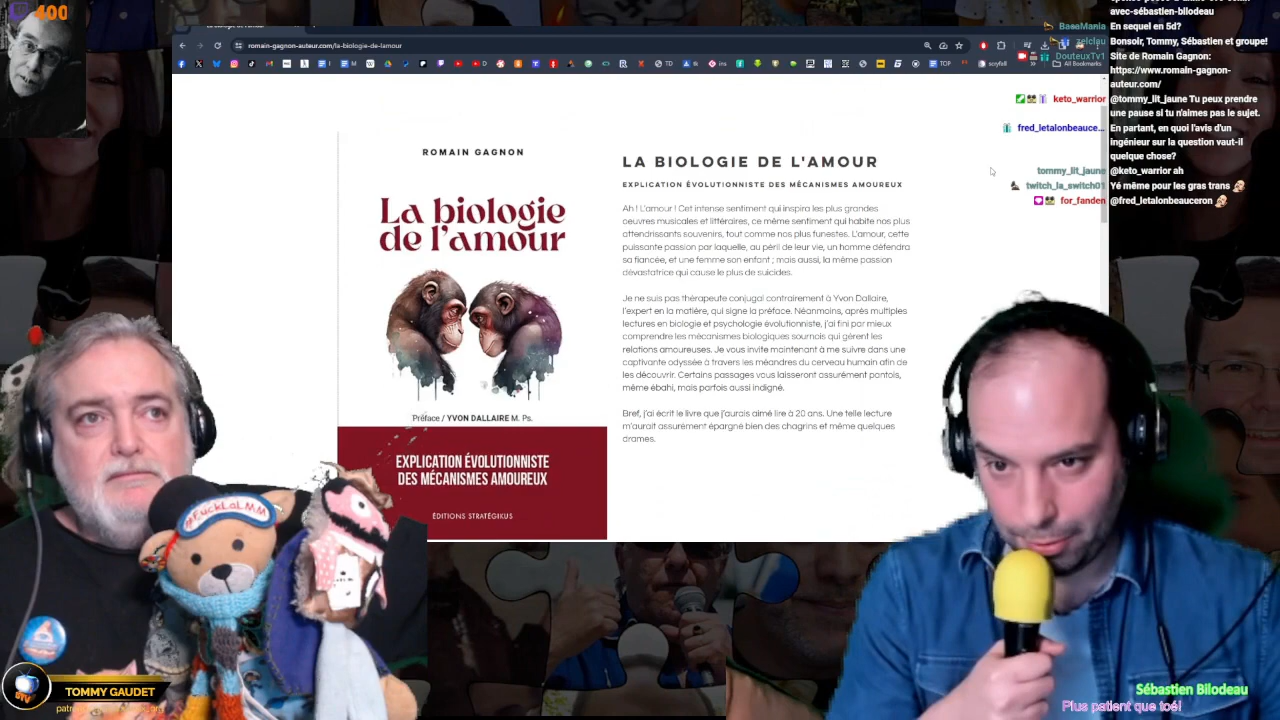 400
romain-gagnon-auteur.com/la-biologie-de-lamour
All Bookmarks
ROMAIN GAGNON
La biologie
de l'amour
Préface / YVON DALLAIRE M. Ps.
EXPLICATION ÉVOLUTIONNISTE
DES MÉCANISMES AMOUREUX
ÉDITIONS STRATÉGIKUS
LA BIOLOGIE DE L'AMOUR
EXPLICATION ÉVOLUTIONNISTE DES MÉCANISMES AMOUREUX
Ah ! L'amour ! Cet intense sentiment qui inspira les plus grandes
oeuvres musicales et littéraires, ce même sentiment qui habite nos plus
attendrissants souvenirs, tout comme nos plus funestes. L'amour, cette
puissante passion par laquelle, au péril de leur vie, un homme défendra
sa fiancée, et une femme son enfant ; mais aussi, la même passion
dévastatrice qui cause le plus de suicides.
Je ne suis pas thérapeute conjugal contrairement à Yvon Dallaire,
l'expert en la matière, qui signe la préface. Néanmoins, après multiples
lectures en biologie et psychologie évolutionniste, j'ai fini par mieux
comprendre les mécanismes biologiques sournois qui gèrent les
relations amoureuses. Je vous invite maintenant à me suivre dans une
captivante odyssée à travers les méandres du cerveau humain afin de
les découvrir. Certains passages vous laisseront assurément pantois,
même ébahi, mais parfois aussi indigné.
Bref, j'ai écrit le livre que j'aurais aimé lire à 20 ans. Une telle lecture
m'aurait assurément épargné bien des chagrins et même quelques
drames.
avec-sébastien-bilodeau
BasaMania En sequel en 5d?
zelclau Bonsoir, Tommy, Sébastien et groupe!
DouteuxTv1 Site de Romain Gagnon:
https://www.romain-gagnon-
auteur.com/
keto_warrior @tommy_lit_jaune Tu peux prendre
une pause si tu n'aimes pas le sujet.
fred_letalonbeauce... En partant, en quoi l'avis d'un
ingénieur sur la question vaut-il
quelque chose?
tommy_lit_jaune @keto_warrior ah
twitch_la_switch01 Yé même pour les gras trans
for_fanden @fred_letalonbeauceron
#FuckLaLMM
TOMMY GAUDET
Sébastien Bilodeau
Plus patient que toé!